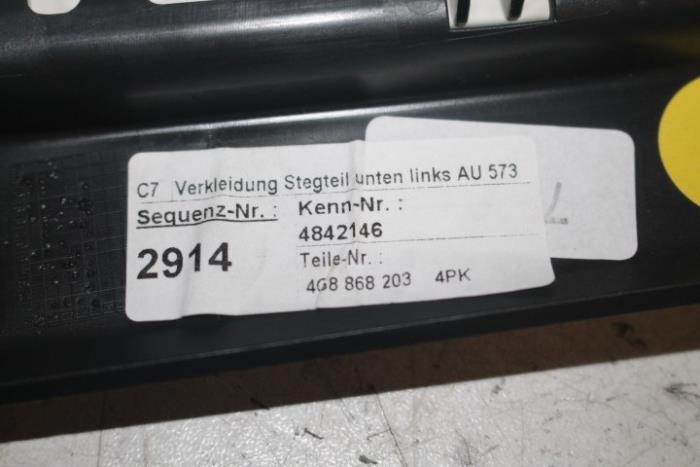 C7 Verkleidung Stegteil unten links AU 573
Sequenz-Nr. : Kenn-Nr. :
2914 4842146
Teile-Nr. :
4G8 868 203 4PK